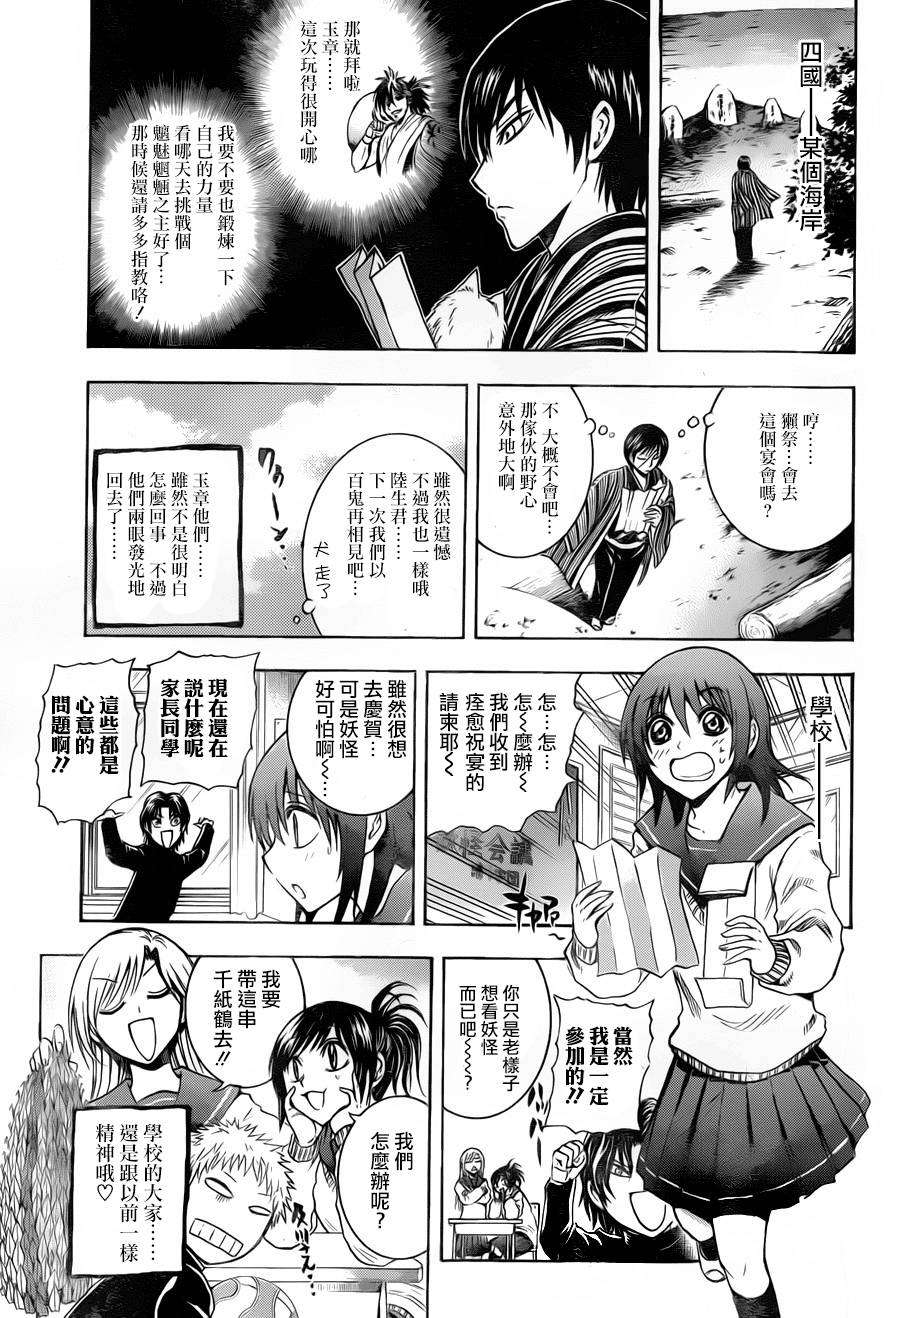 四國——某個海岸
那就拜啦
玉章……
這次玩得很開心哪
我要不要也鍛煉一下
自己的力量
看哪天去挑戰個
魑魅魍魎之主好了…
那時候還請多多指教咯!
哼……
獺祭…會去
這個宴會嗎?
不 大概不會吧…
那傢伙的野心
意外地大啊
雖然很遺憾
不過我也一樣哦
陸生君……
下一次我們以
百鬼再相見吧…
犬走了
玉章他們……
雖然不是很明白
怎麼回事 不過
他們兩眼發光地
回去了……
學校——
怎…怎…
怎～麼辦～
我們收到
痊愈祝宴的
請柬耶～～
雖然很想
去慶賀…
可是妖怪
好可怕啊～～
現在還在
說什麼呢
家長同學
這些都是
心意的
問題啊!!
當然
我是一定
參加的!!
你只是老樣子
想看妖怪
而已吧～～?
我要
帶這串
千紙鶴去!!
我們
怎麼辦呢?
學校的大家……
還是跟以前一樣
精神哦♡